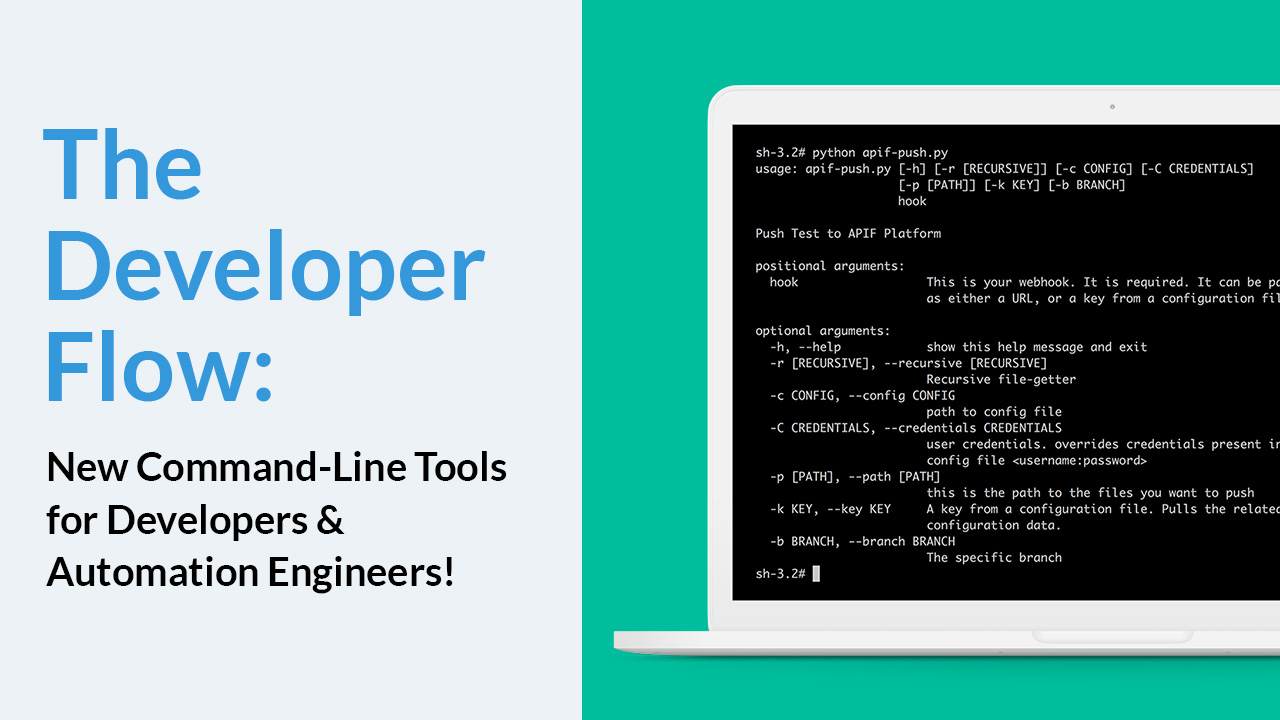 The
Developer
Flow:
New Command-Line Tools
for Developers &
Automation Engineers!
sh-3.2# python apif-push.py
usage: apif-push.py [-h] [-r [RECURSIVE]] [-c CONFIG] [-C CREDENTIALS]
[-p [PATH]] [-k KEY] [-b BRANCH]
hook
Push Test to APIF Platform
positional arguments:
hook This is your webhook. It is required. It can be
as either a URL, or a key from a configuration
optional arguments:
-h, --help show this help message and exit
-r [RECURSIVE], --recursive [RECURSIVE]
Recursive file-getter
-c CONFIG, --config CONFIG
path to config file
-C CREDENTIALS, --credentials CREDENTIALS
user credentials. overrides credentials present in
config file <username:password>
-p [PATH], --path [PATH]
this is the path to the files you want to push
-k KEY, --key KEY A key from a configuration file. Pulls the related
configuration data.
-b BRANCH, --branch BRANCH
The specific branch
sh-3.2#